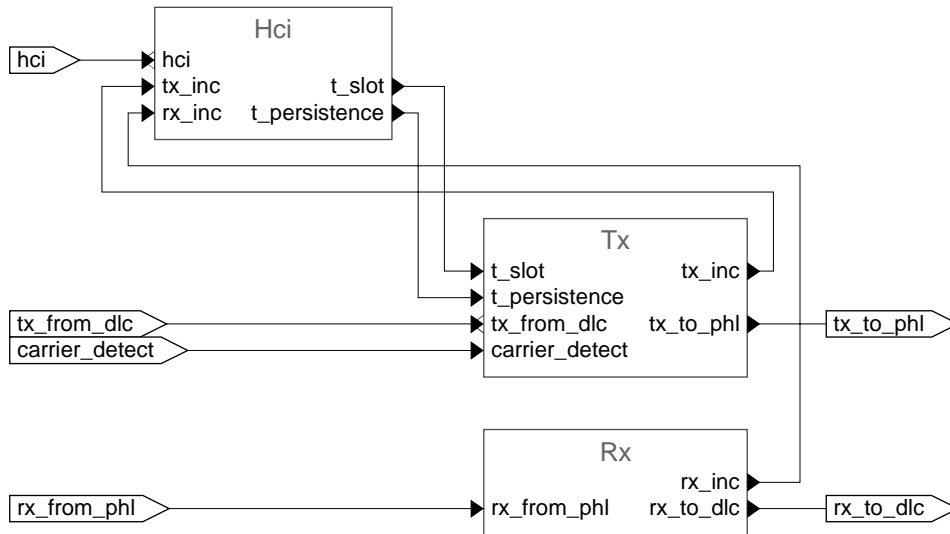 Hci
hci
hci
tx_inc
t_slot
rx_inc
t_persistence
Tx
t_slot
tx_inc
t_persistence
tx_from_dlc
tx_from_dlc
tx_to_phl
tx_to_phl
carrier_detect
carrier_detect
Rx
rx_inc
rx_from_phl
rx_from_phl
rx_to_dlc
rx_to_dlc